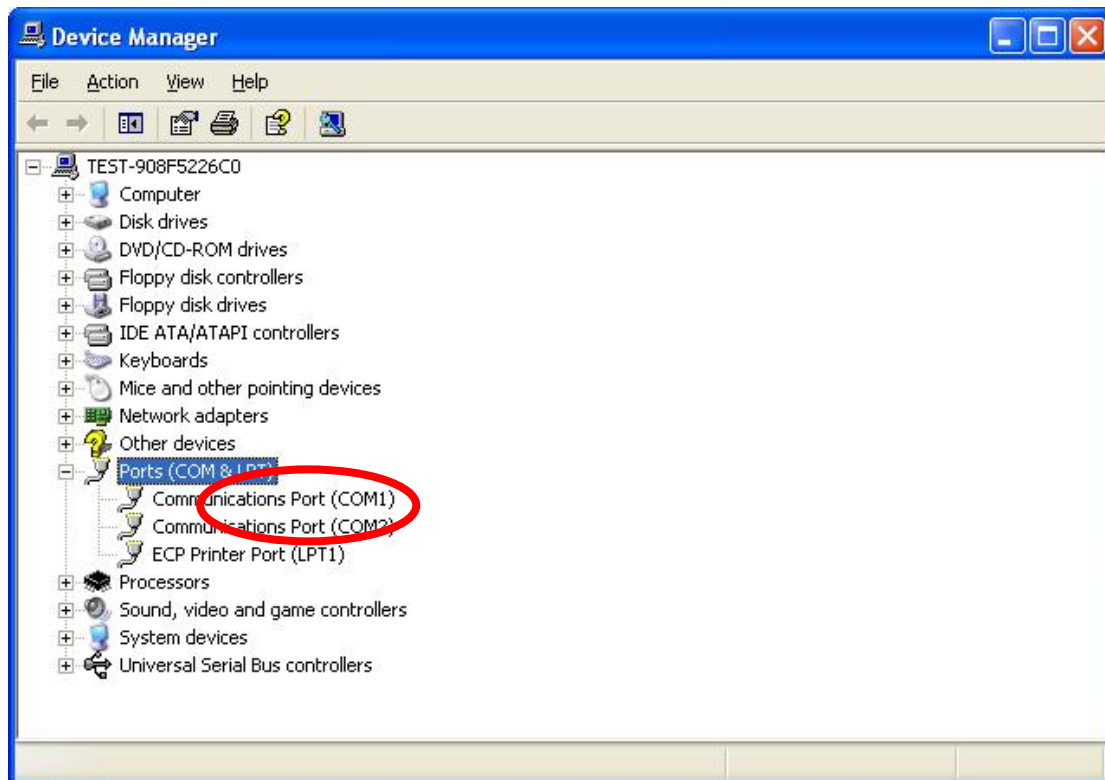 Device Manager
File Action View Help
TEST-908F5226C0
Computer
Disk drives
DVD/CD-ROM drives
Floppy disk controllers
Floppy disk drives
IDE ATA/ATAPI controllers
Keyboards
Mice and other pointing devices
Network adapters
Other devices
Ports (COM & LPT)
Communications Port (COM1)
Communications Port (COM2)
ECP Printer Port (LPT1)
Processors
Sound, video and game controllers
System devices
Universal Serial Bus controllers